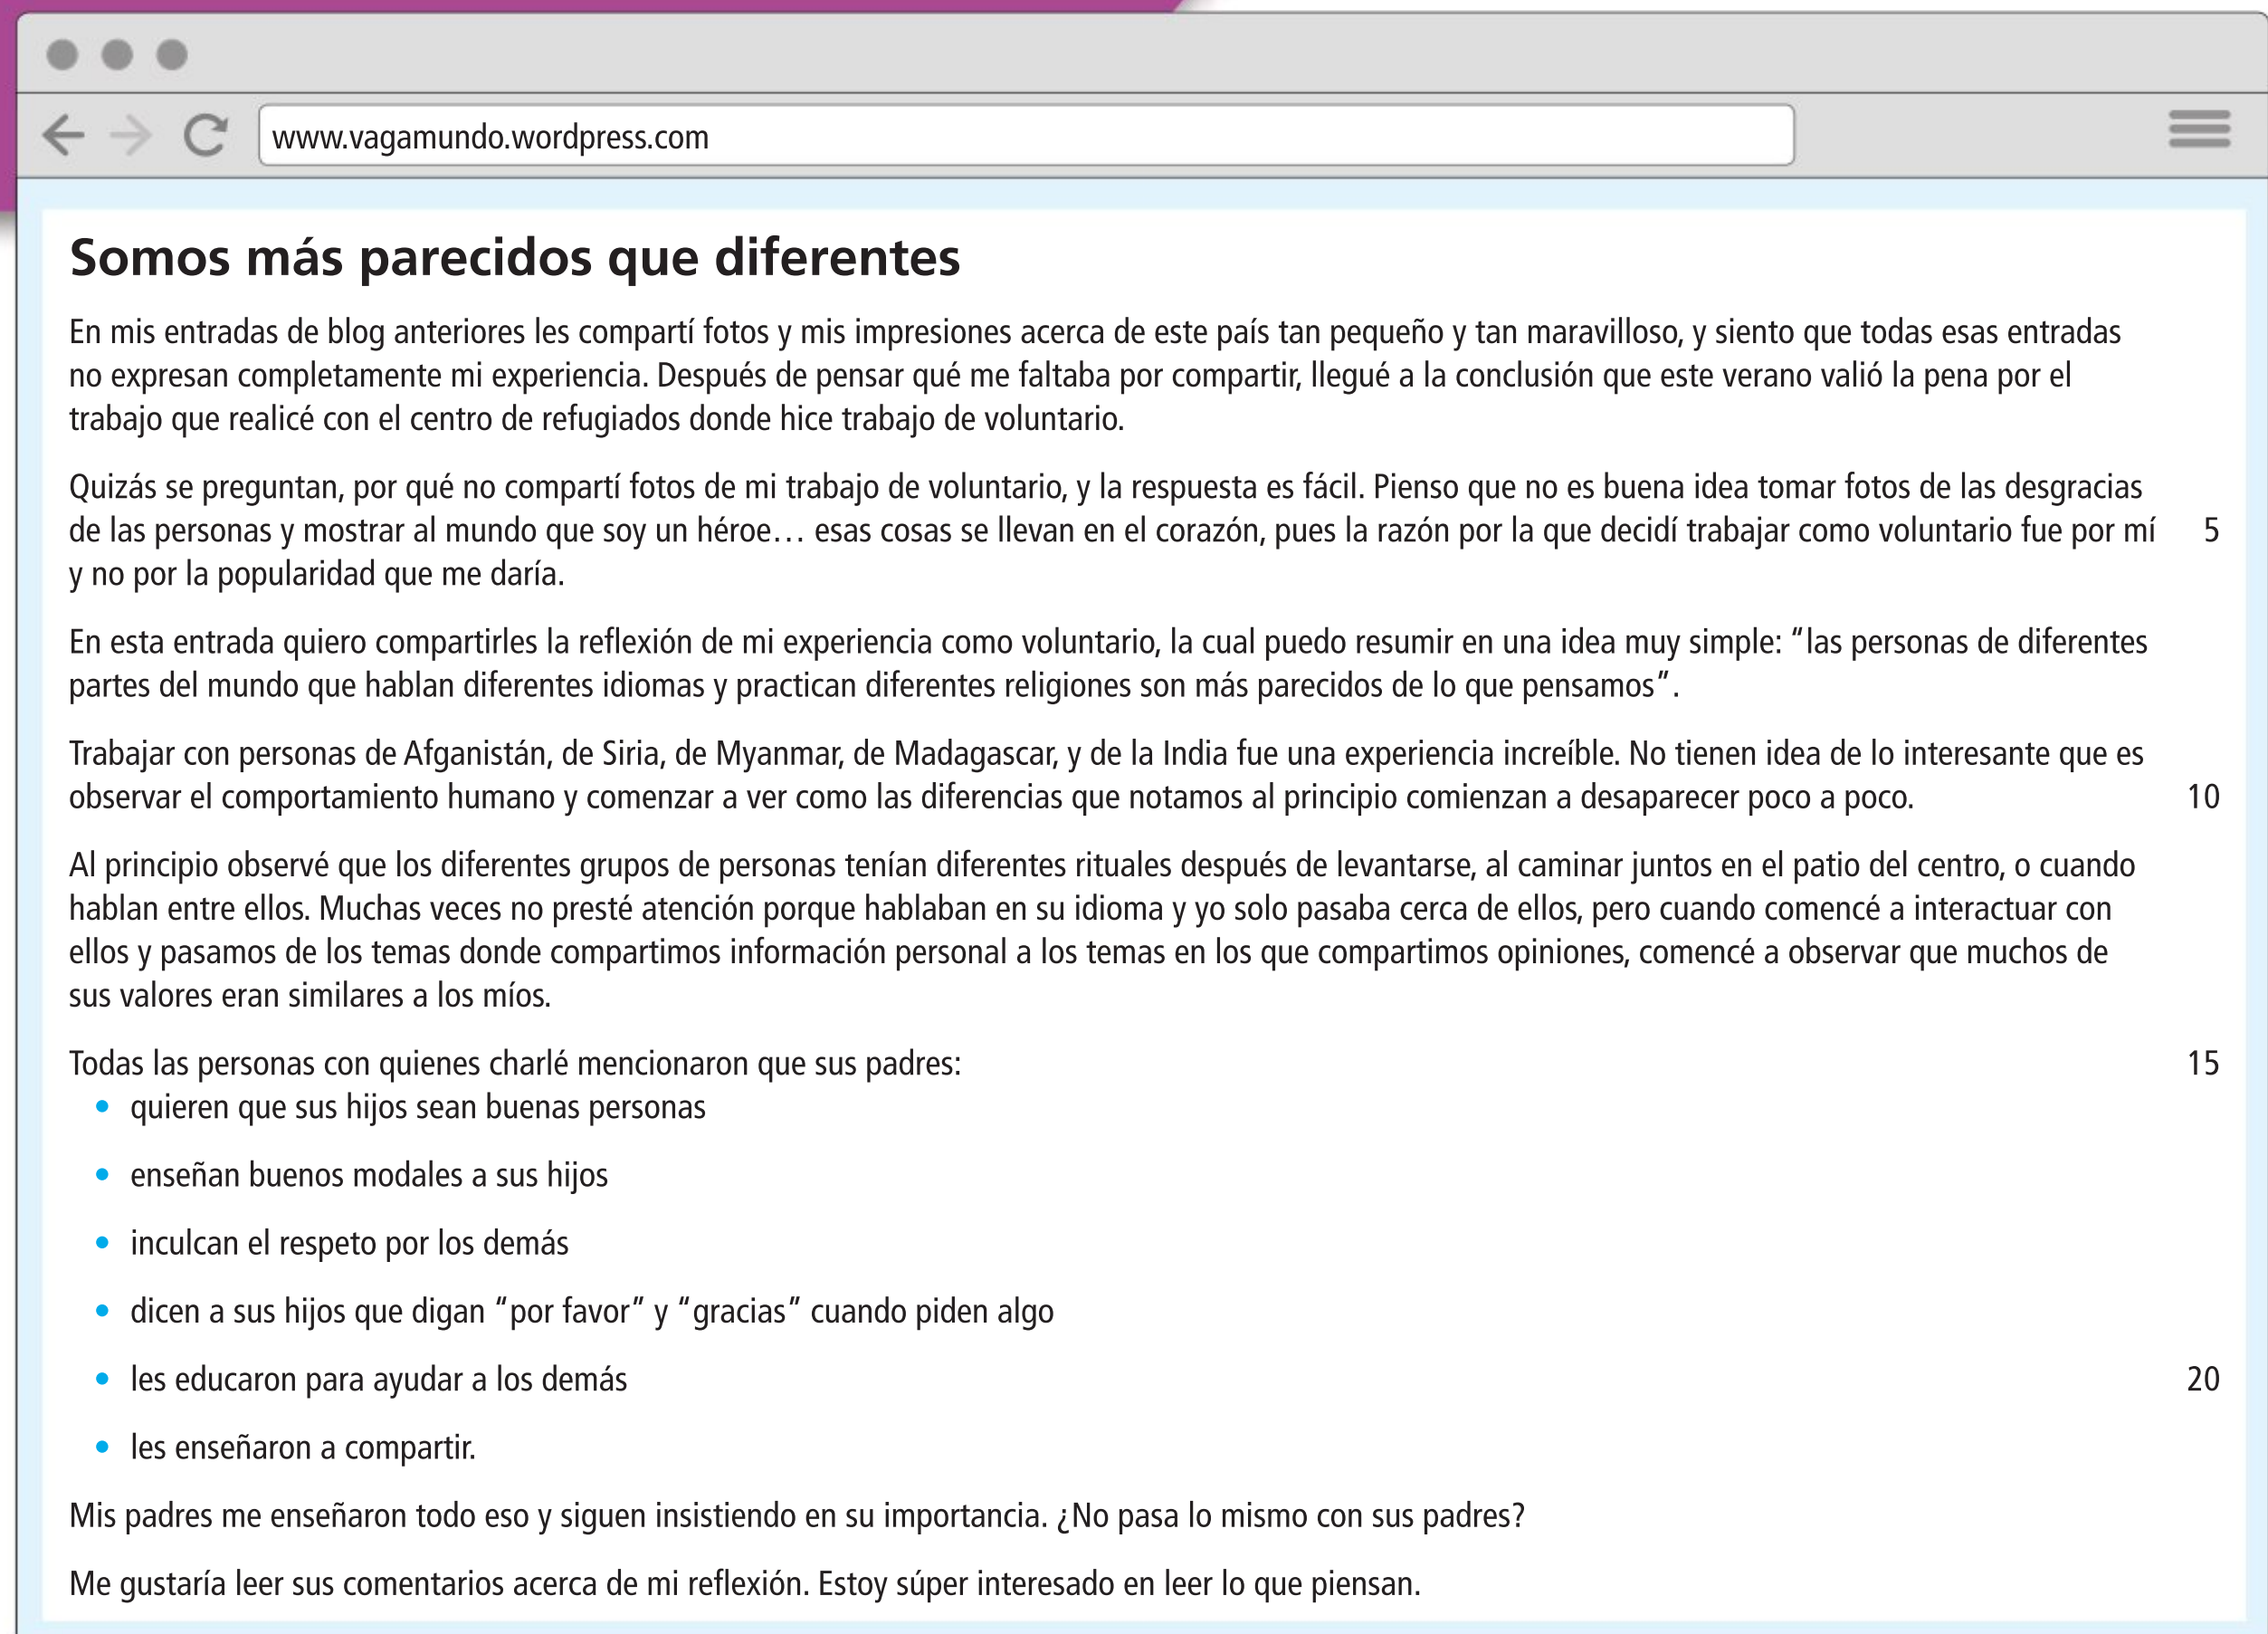 www.vagamundo.wordpress.com
Somos más parecidos que diferentes
En mis entradas de blog anteriores les compartí fotos y mis impresiones acerca de este país tan pequeño y tan maravilloso, y siento que todas esas entradas
no expresan completamente mi experiencia. Después de pensar qué me faltaba por compartir, llegué a la conclusión que este verano valió la pena por el
trabajo que realicé con el centro de refugiados donde hice trabajo de voluntario.
Quizás se preguntan, por qué no compartí fotos de mi trabajo de voluntario, y la respuesta es fácil. Pienso que no es buena idea tomar fotos de las desgracias
de las personas y mostrar al mundo que soy un héroe… esas cosas se llevan en el corazón, pues la razón por la que decidí trabajar como voluntario fue por mí 5
y no por la popularidad que me daría.
En esta entrada quiero compartirles la reflexión de mi experiencia como voluntario, la cual puedo resumir en una idea muy simple: “las personas de diferentes
partes del mundo que hablan diferentes idiomas y practican diferentes religiones son más parecidos de lo que pensamos”.
Trabajar con personas de Afganistán, de Siria, de Myanmar, de Madagascar, y de la India fue una experiencia increíble. No tienen idea de lo interesante que es
observar el comportamiento humano y comenzar a ver como las diferencias que notamos al principio comienzan a desaparecer poco a poco. 10
Al principio observé que los diferentes grupos de personas tenían diferentes rituales después de levantarse, al caminar juntos en el patio del centro, o cuando
hablan entre ellos. Muchas veces no presté atención porque hablaban en su idioma y yo solo pasaba cerca de ellos, pero cuando comencé a interactuar con
ellos y pasamos de los temas donde compartimos información personal a los temas en los que compartimos opiniones, comencé a observar que muchos de
sus valores eran similares a los míos.
Todas las personas con quienes charlé mencionaron que sus padres: 15
• quieren que sus hijos sean buenas personas
• enseñan buenos modales a sus hijos
• inculcan el respeto por los demás
• dicen a sus hijos que digan “por favor” y “gracias” cuando piden algo
• les educaron para ayudar a los demás 20
• les enseñaron a compartir.
Mis padres me enseñaron todo eso y siguen insistiendo en su importancia. ¿No pasa lo mismo con sus padres?
Me gustaría leer sus comentarios acerca de mi reflexión. Estoy súper interesado en leer lo que piensan.